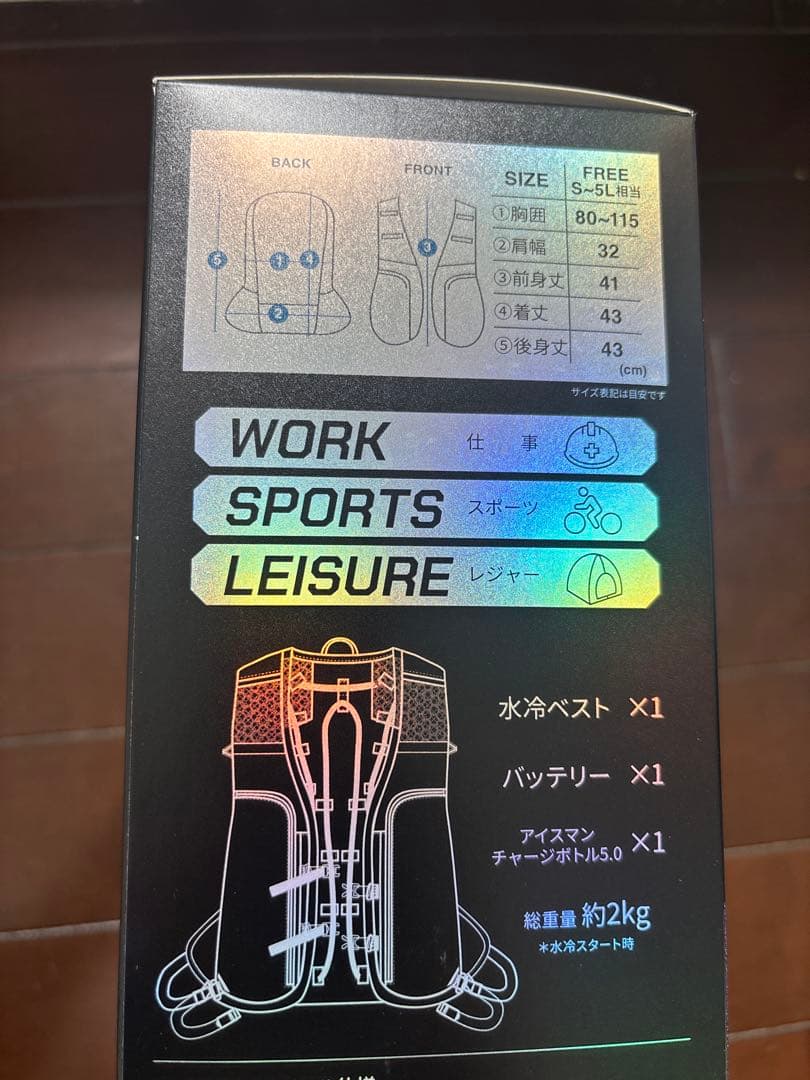 BACK
FRONT
SIZE FREE
S~5L相当
①胸囲 80~115
②肩幅 32
③前身丈 41
④着丈 43
⑤後身丈 43
(cm)
⑤ ① ④ ②
③
サイズ表記は目安です
WORK 仕 事
SPORTS スポーツ
LEISURE レジャー
水冷ベスト ×1
バッテリー ×1
アイスマン
チャージボトル5.0 ×1
総重量 約2kg
*水冷スタート時